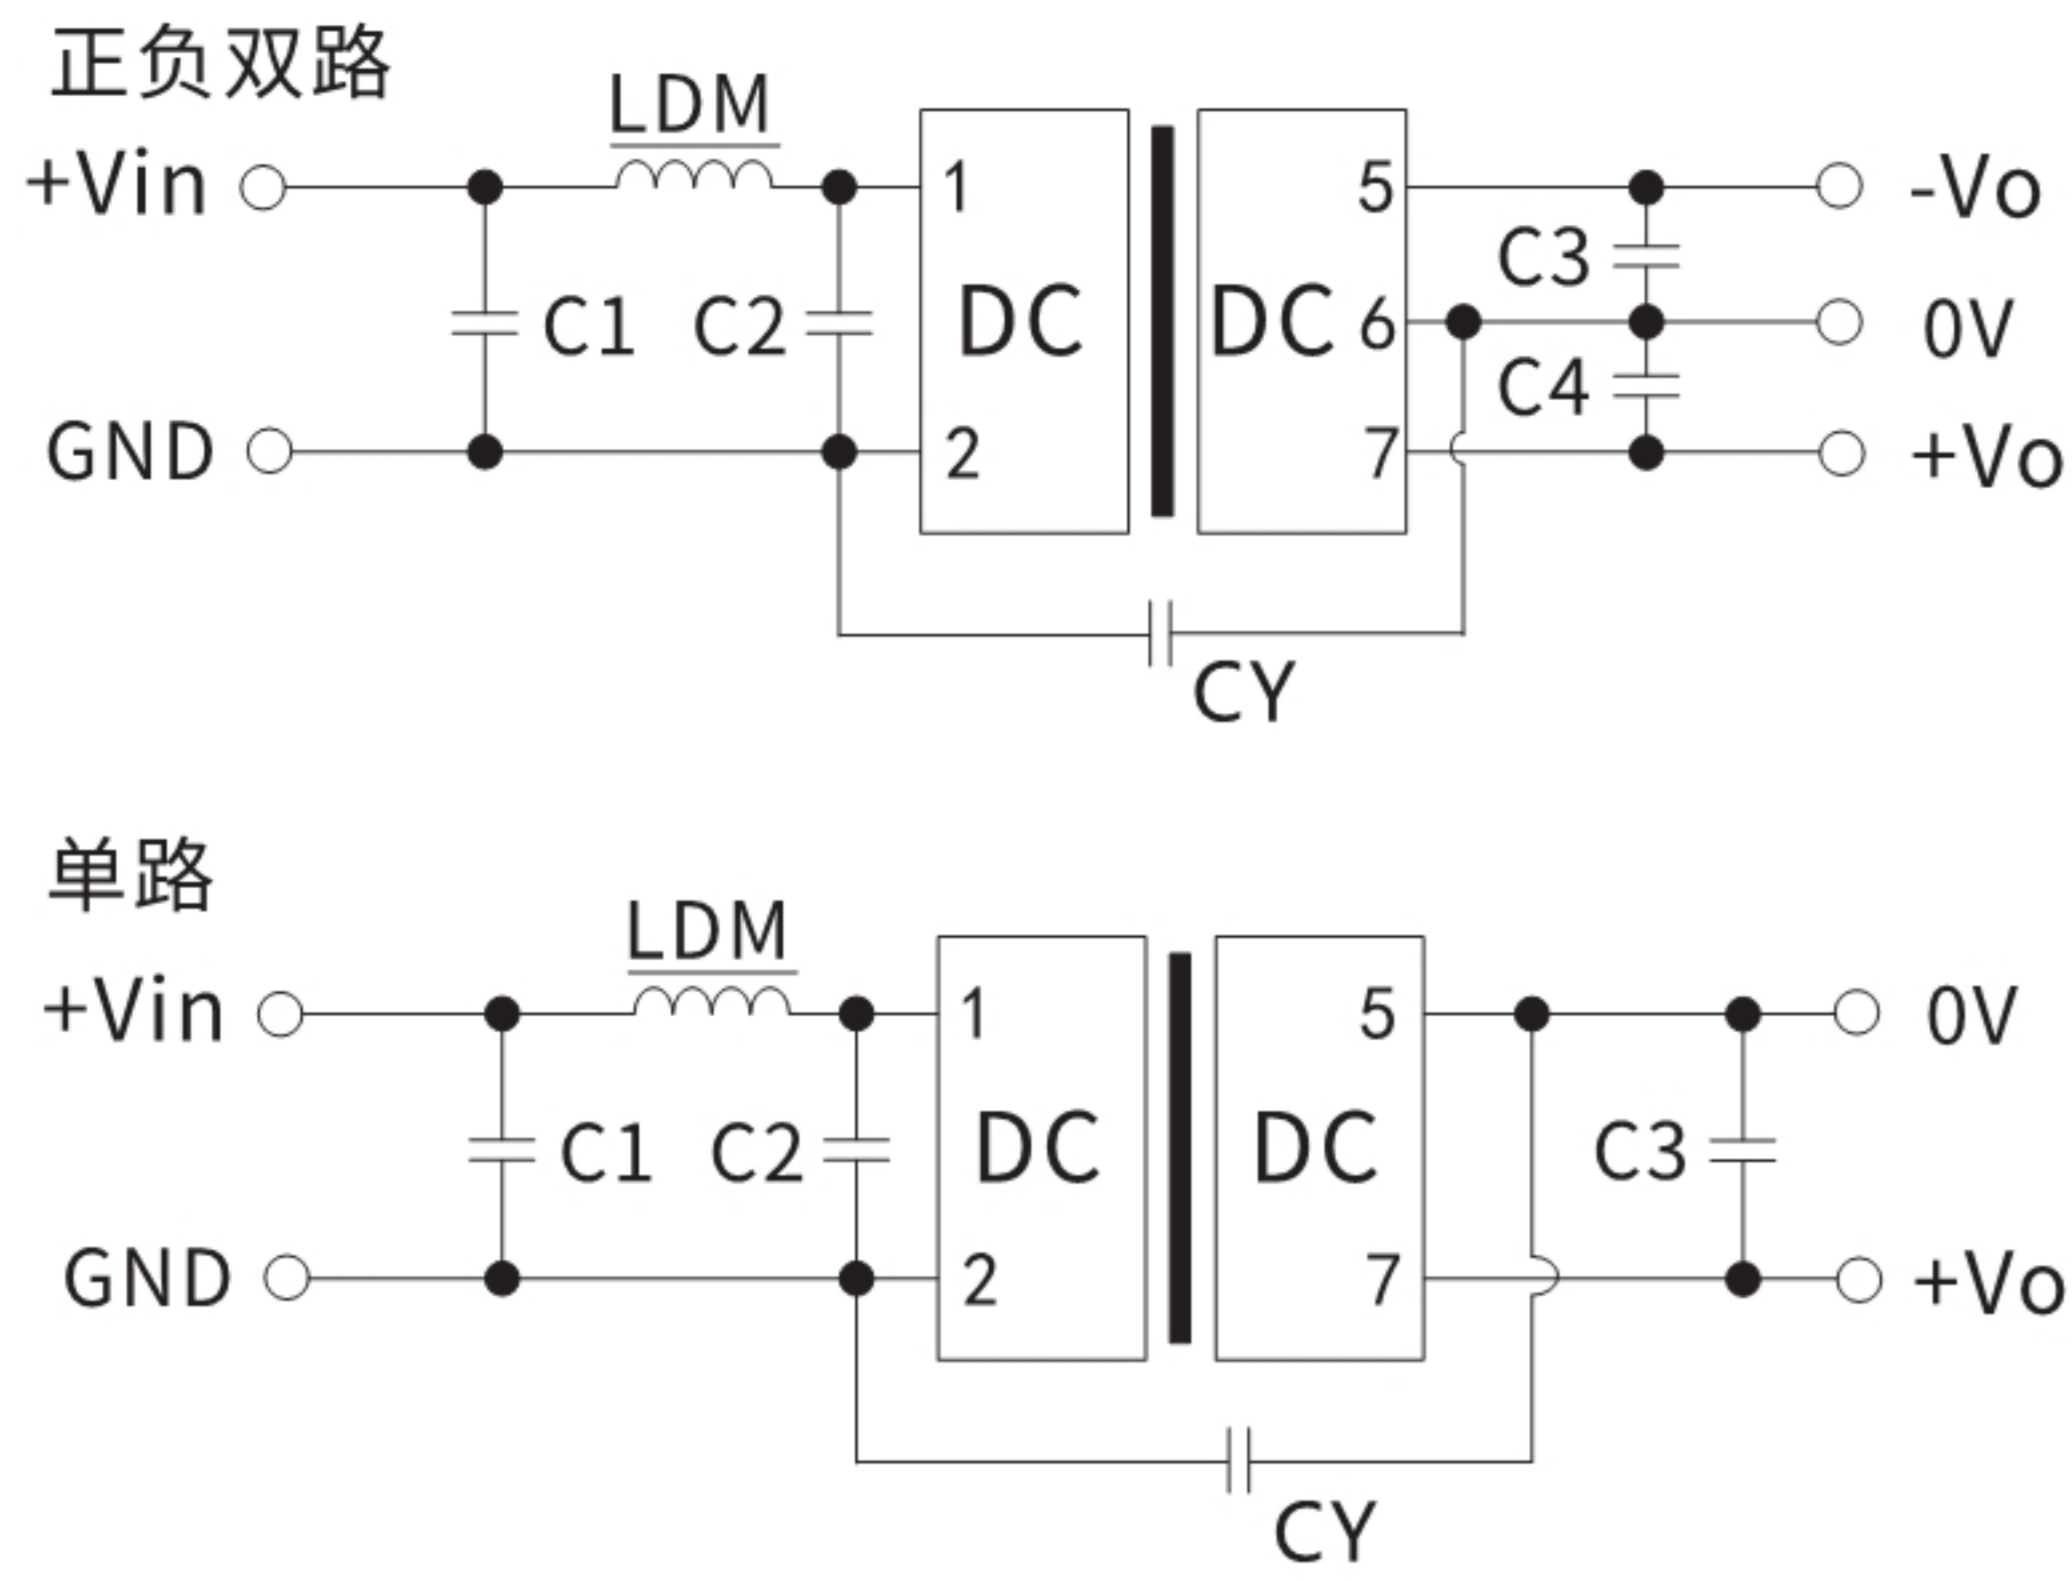 正负双路
LDM
+Vin
1
5
-Vo
C3
C1
C2
DC
DC
6
0V
C4
GND
2
7
+Vo
CY
单路
LDM
+Vin
1
5
0V
C1
C2
DC
DC
C3
GND
2
7
+Vo
CY